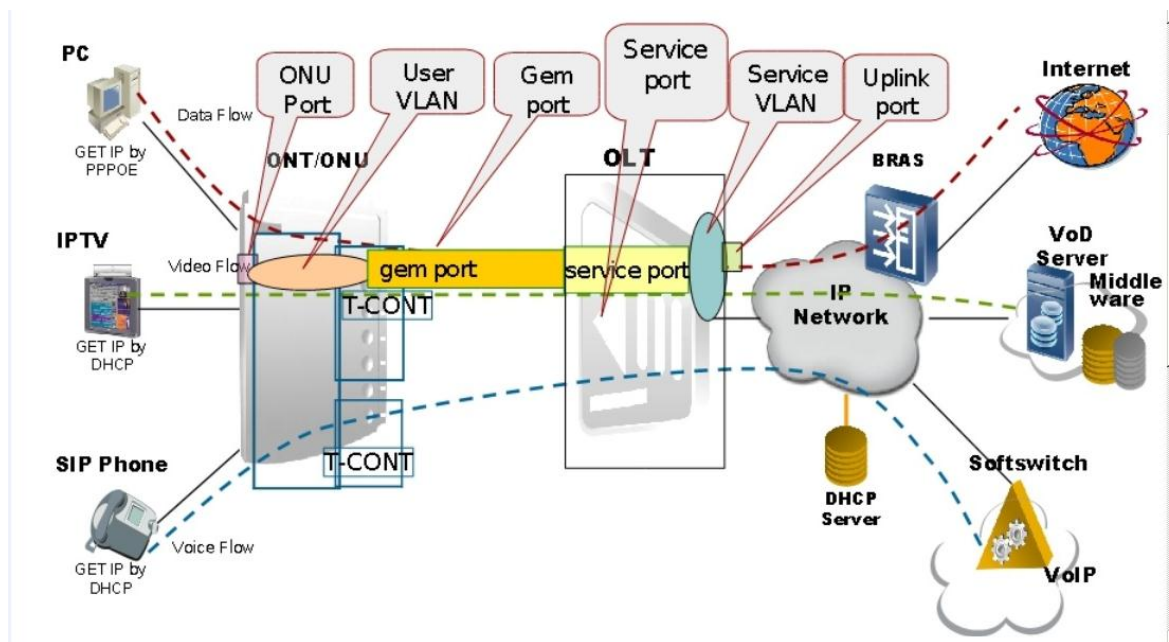 PC
ONU
Port
User
VLAN
Gem
port
Service
port
Service
VLAN
Uplink
port
Internet
Data Flow
GET IP by
PPPOE
ONT/ONU
OLT
BRAS
IPTV
Video Flow
gem port
service port
T-CONT
IP
Network
VoD
Server
Middle
ware
GET IP by
DHCP
T-CONT
SIP Phone
Voice Flow
GET IP by
DHCP
DHCP
Server
Softswitch
VoIP